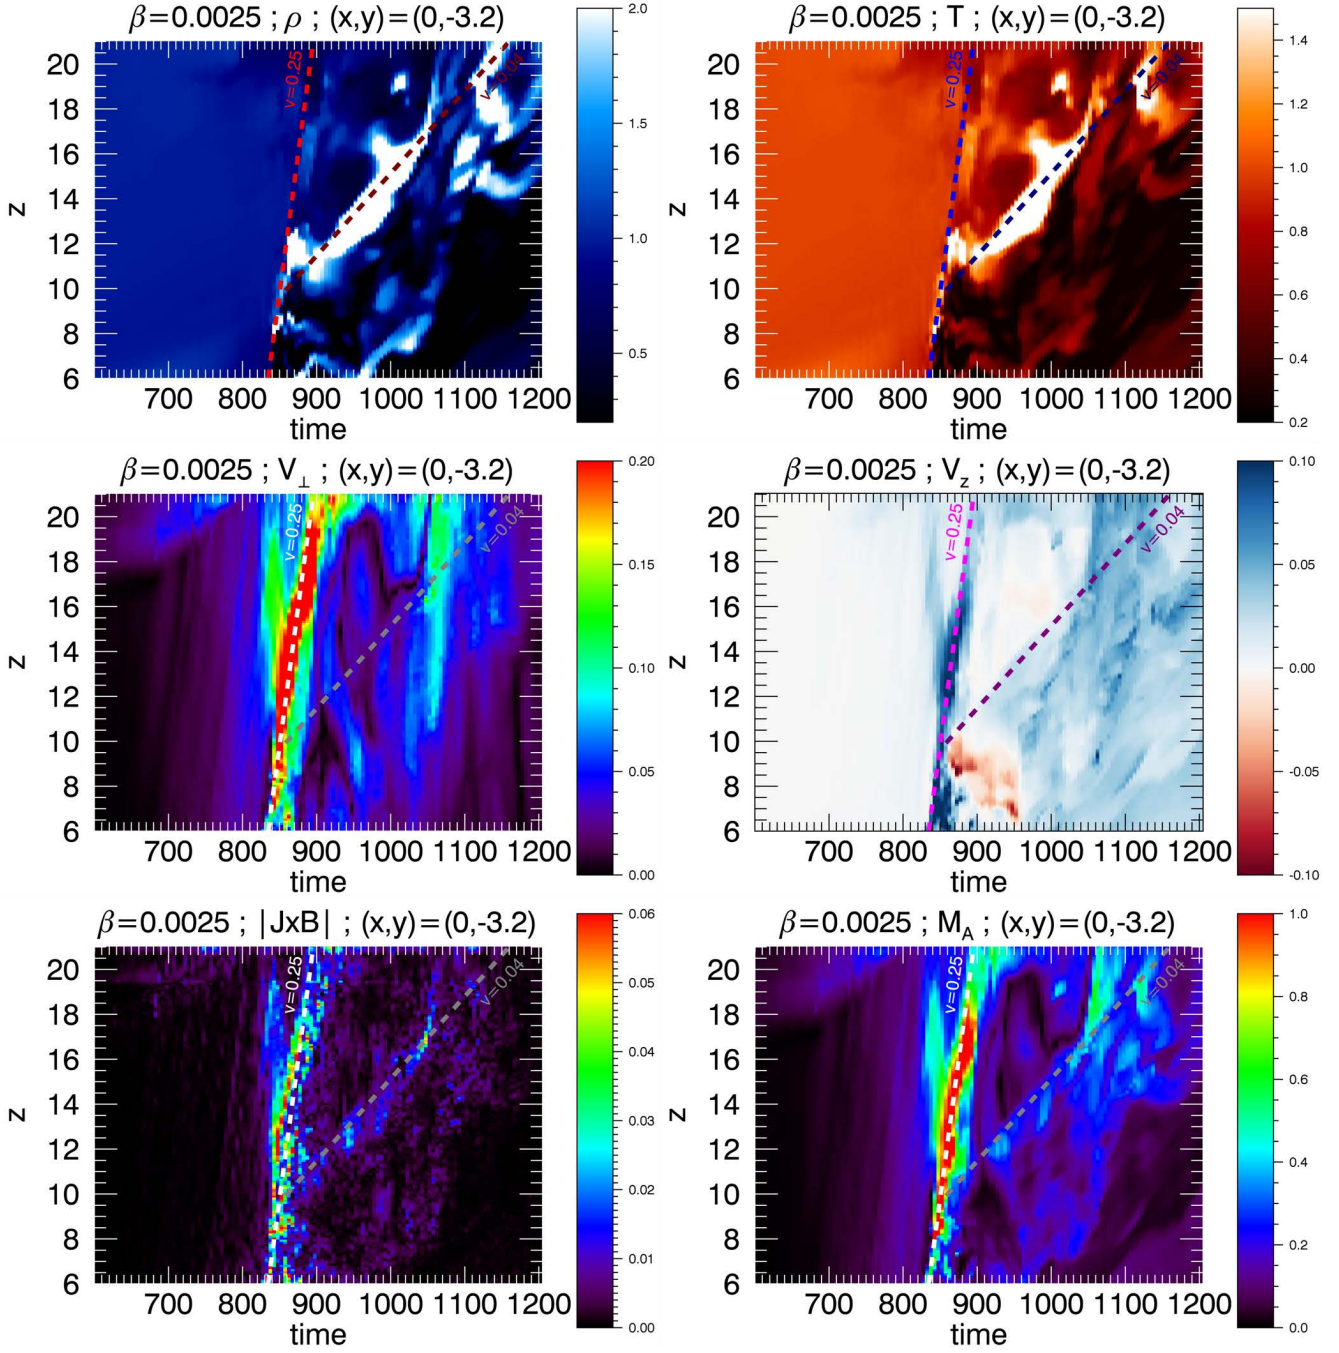 β=0.0025 ; ρ ; (x,y)=(0,-3.2)
z
20
18
16
14
12
10
8
6
v=0.25
v=0.04
700 800 900 1000 1100 1200
time
2.0
1.5
1.0
0.5
β=0.0025 ; T ; (x,y)=(0,-3.2)
z
20
18
16
14
12
10
8
6
v=0.25
v=0.04
700 800 900 1000 1100 1200
time
1.4
1.2
1.0
0.8
0.6
0.4
0.2
β=0.0025 ; V⊥ ; (x,y)=(0,-3.2)
z
20
18
16
14
12
10
8
6
v=0.25
v=0.04
700 800 900 1000 1100 1200
time
0.20
0.15
0.10
0.05
0.00
β=0.0025 ; Vz ; (x,y)=(0,-3.2)
z
20
18
16
14
12
10
8
6
v=0.25
v=0.04
700 800 900 1000 1100 1200
time
0.10
0.05
0.00
-0.05
-0.10
β=0.0025 ; |JxB| ; (x,y)=(0,-3.2)
z
20
18
16
14
12
10
8
6
v=0.25
v=0.04
700 800 900 1000 1100 1200
time
0.06
0.05
0.04
0.03
0.02
0.01
0.00
β=0.0025 ; MA ; (x,y)=(0,-3.2)
z
20
18
16
14
12
10
8
6
v=0.25
v=0.04
700 800 900 1000 1100 1200
time
1.0
0.8
0.6
0.4
0.2
0.0